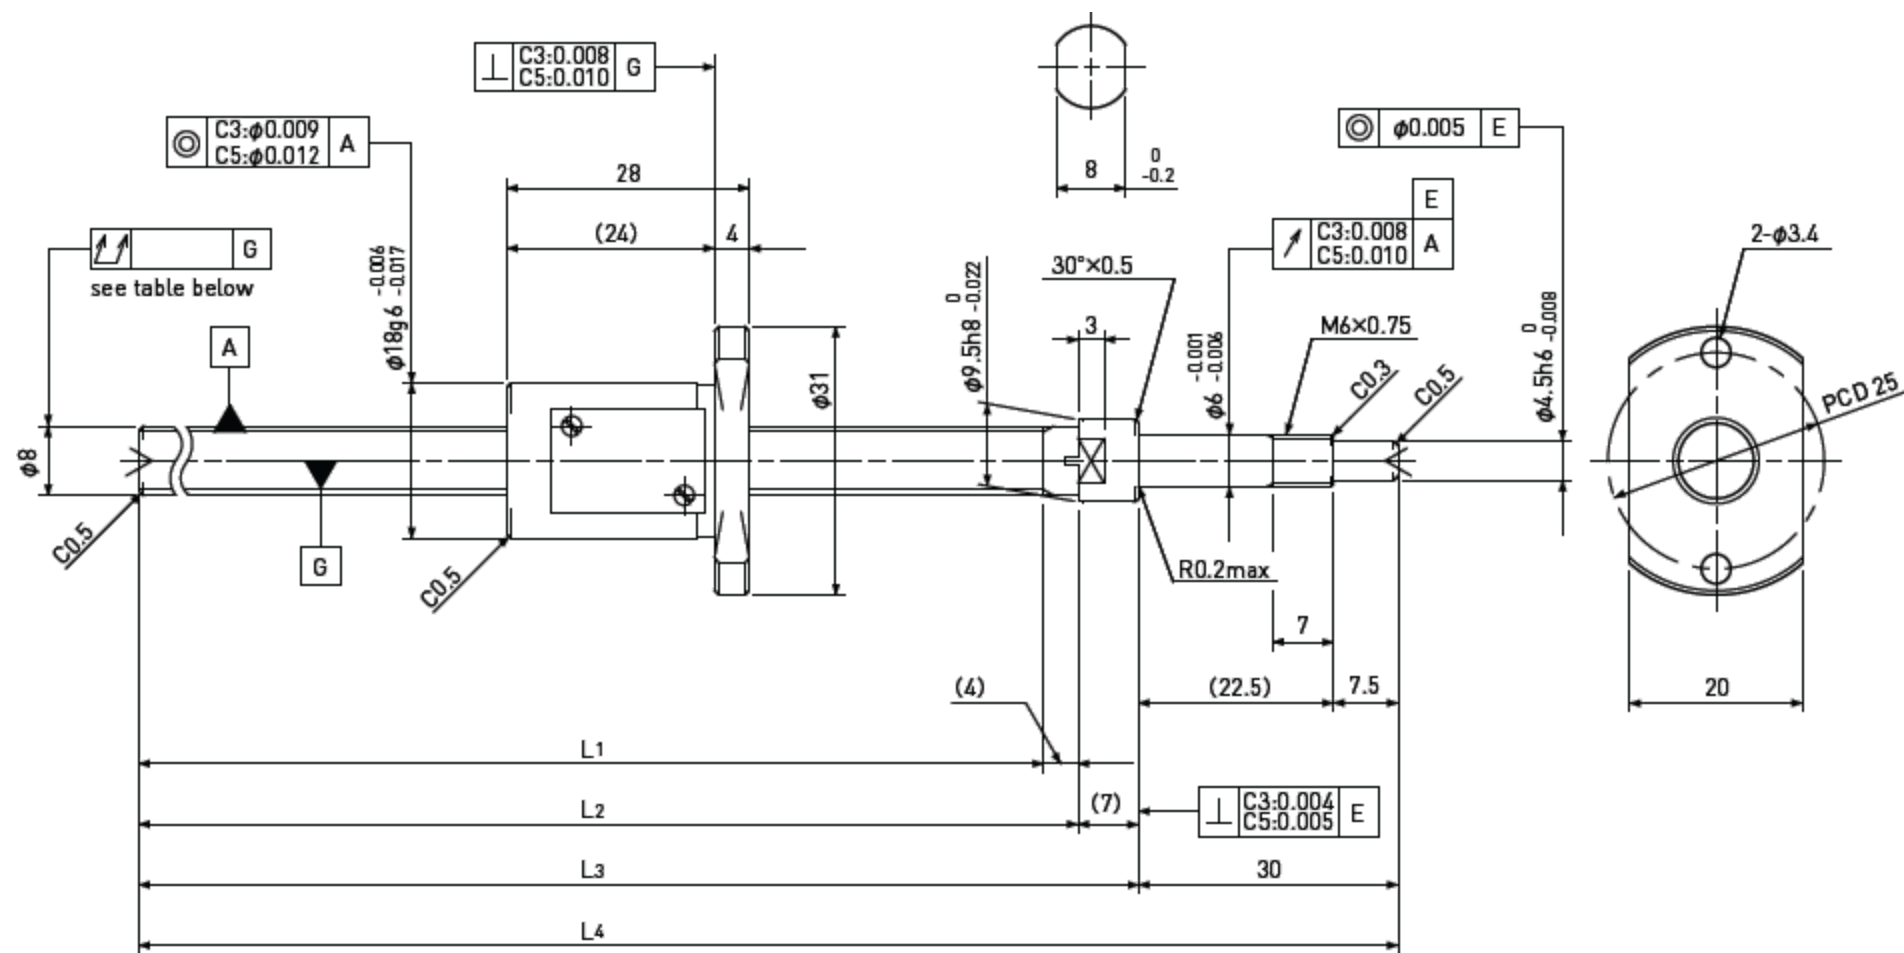 C3:0.008
C5:0.010
G
C3:φ0.009
C5:φ0.012
A
28
8
0
-0.2
φ0.005
E
E
C3:0.008
C5:0.010
A
2-φ3.4
G
see table below
(24)
4
φ18g6
-0.006
-0.017
φ9.5h8
0
-0.022
30°×0.5
3
M6×0.75
φ6
-0.001
-0.006
C0.3
C0.5
φ4.5h6
0
-0.008
PCD 25
A
φ31
φ8
C0.5
G
C0.5
R0.2max
7
(4)
(22.5)
7.5
20
L1
L2
(7)
C3:0.004
C5:0.005
E
L3
30
L4